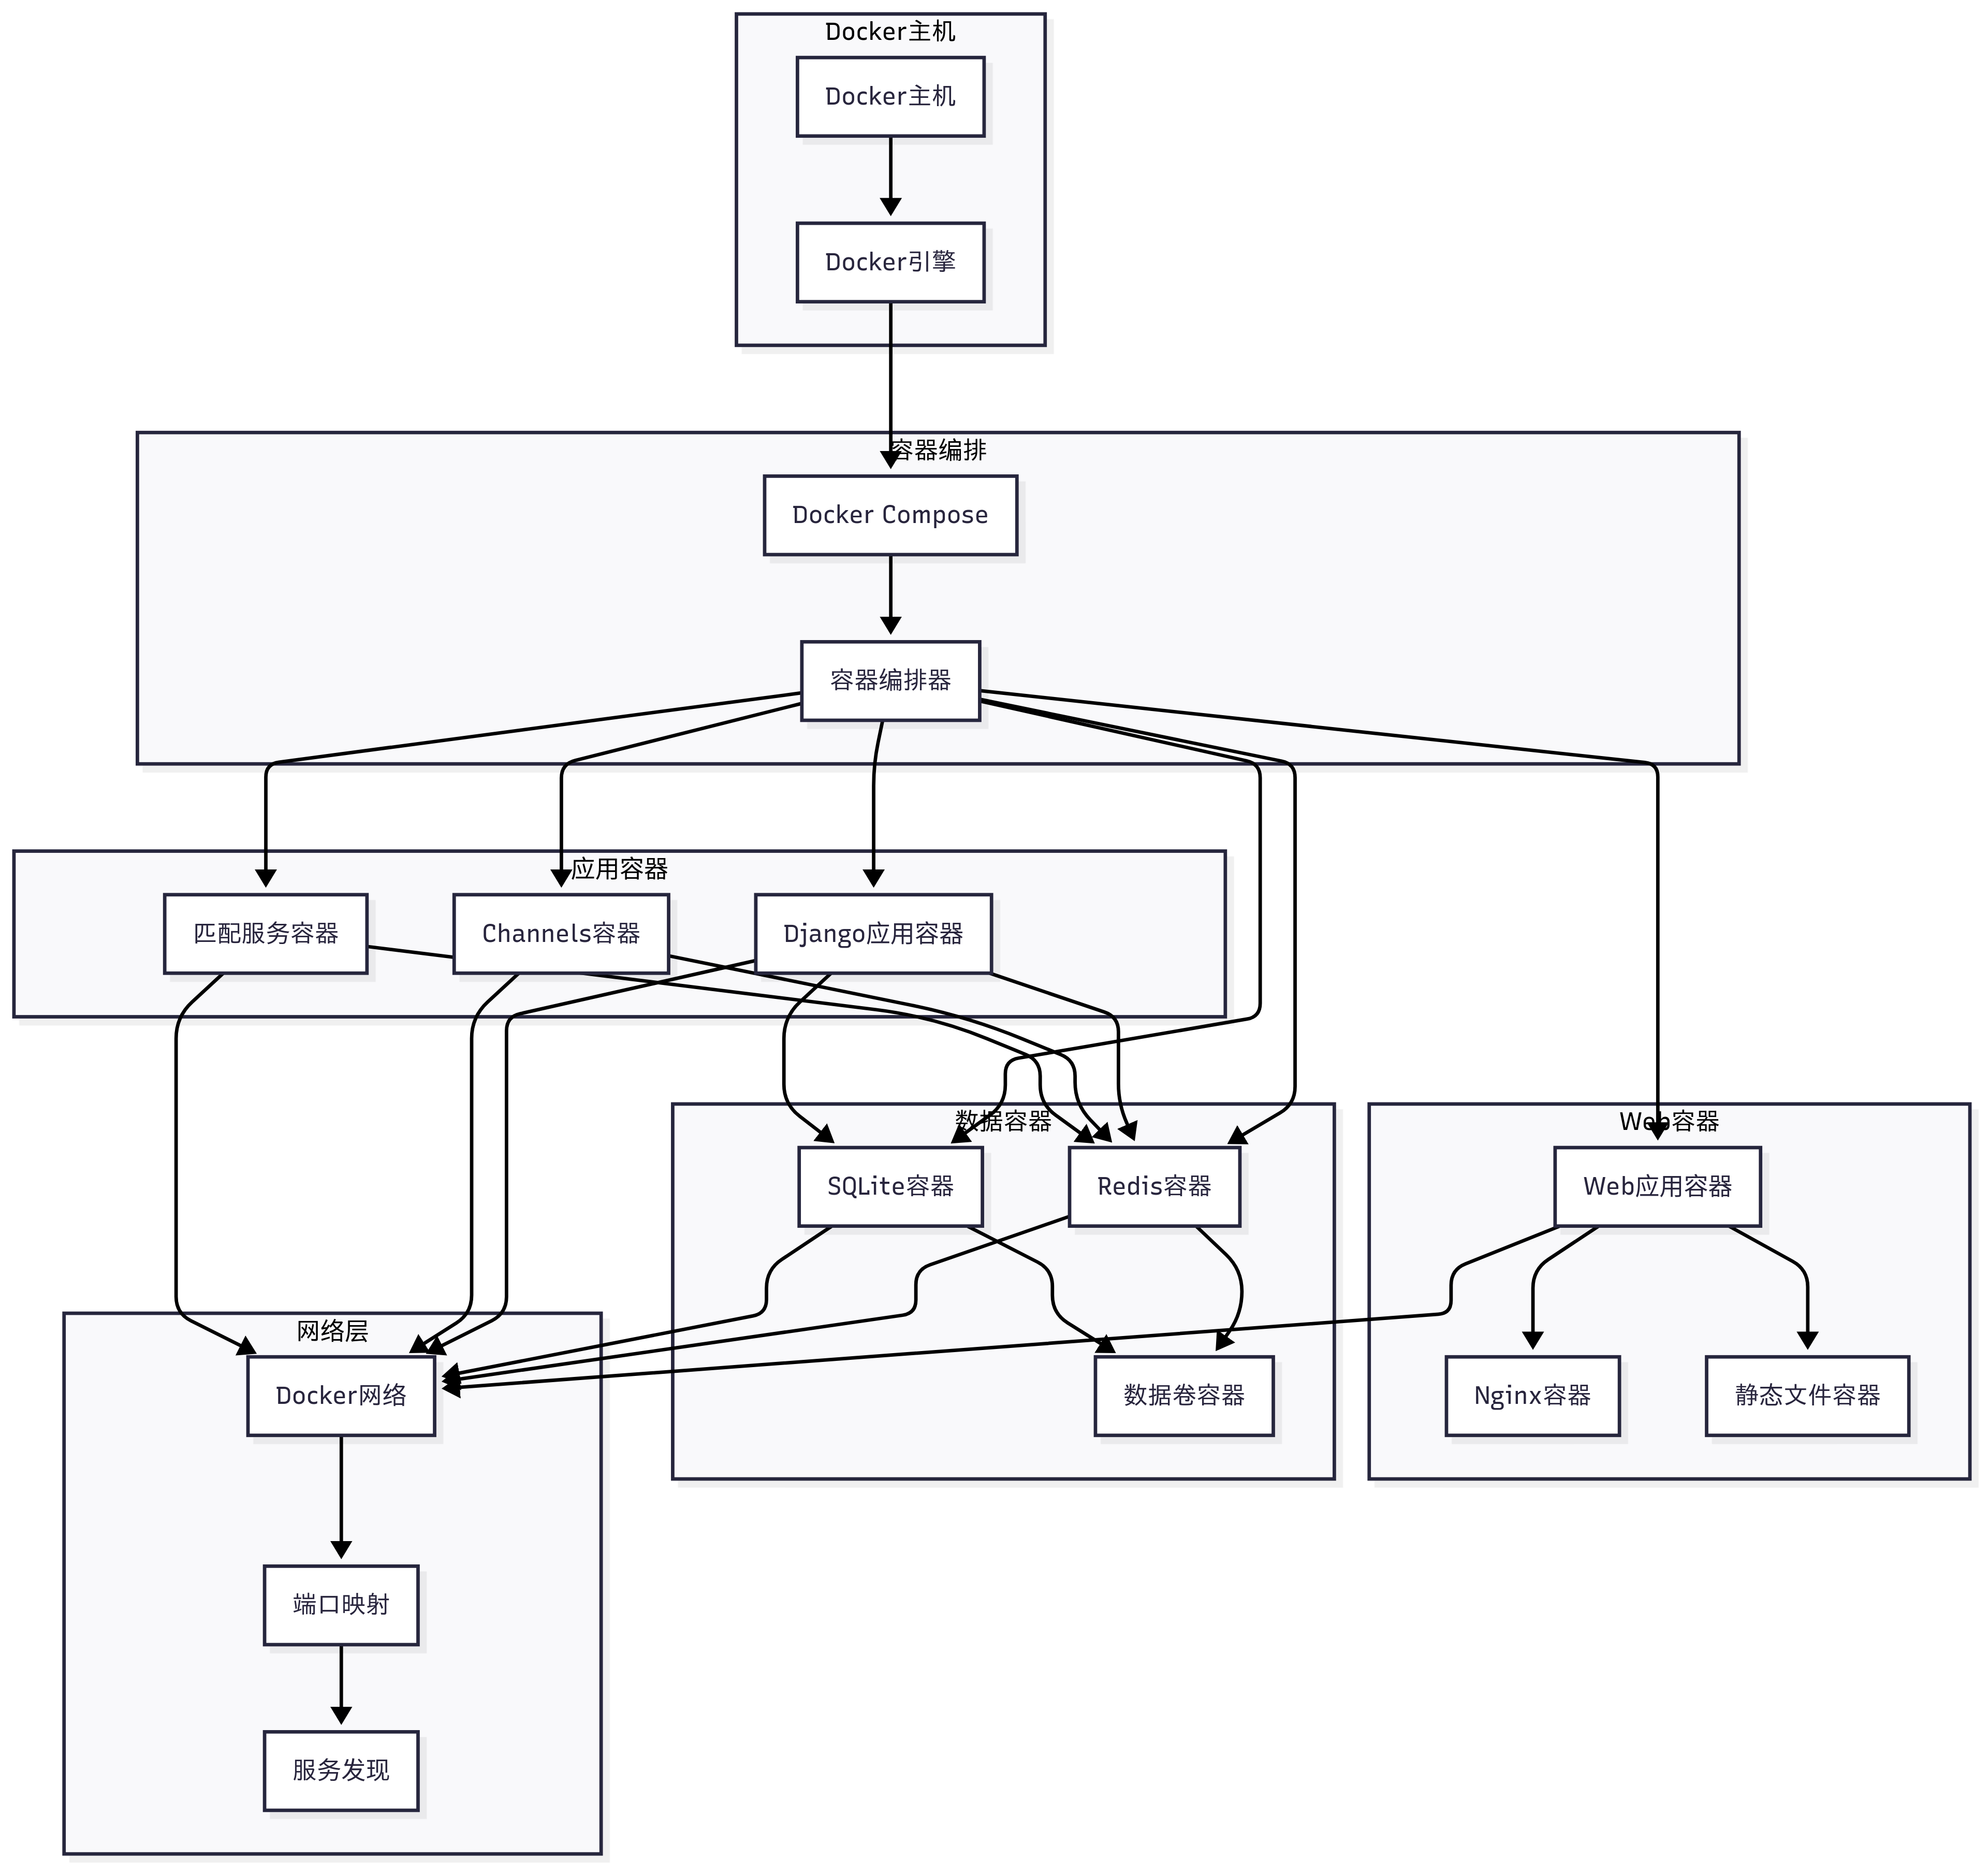 Docker主机
Docker主机
Docker引擎
容器编排
Docker Compose
容器编排器
应用容器
匹配服务容器
Channels容器
Django应用容器
数据容器
Web容器
SQLite容器
Redis容器
Web应用容器
网络层
Docker网络
数据卷容器
Nginx容器
静态文件容器
端口映射
服务发现